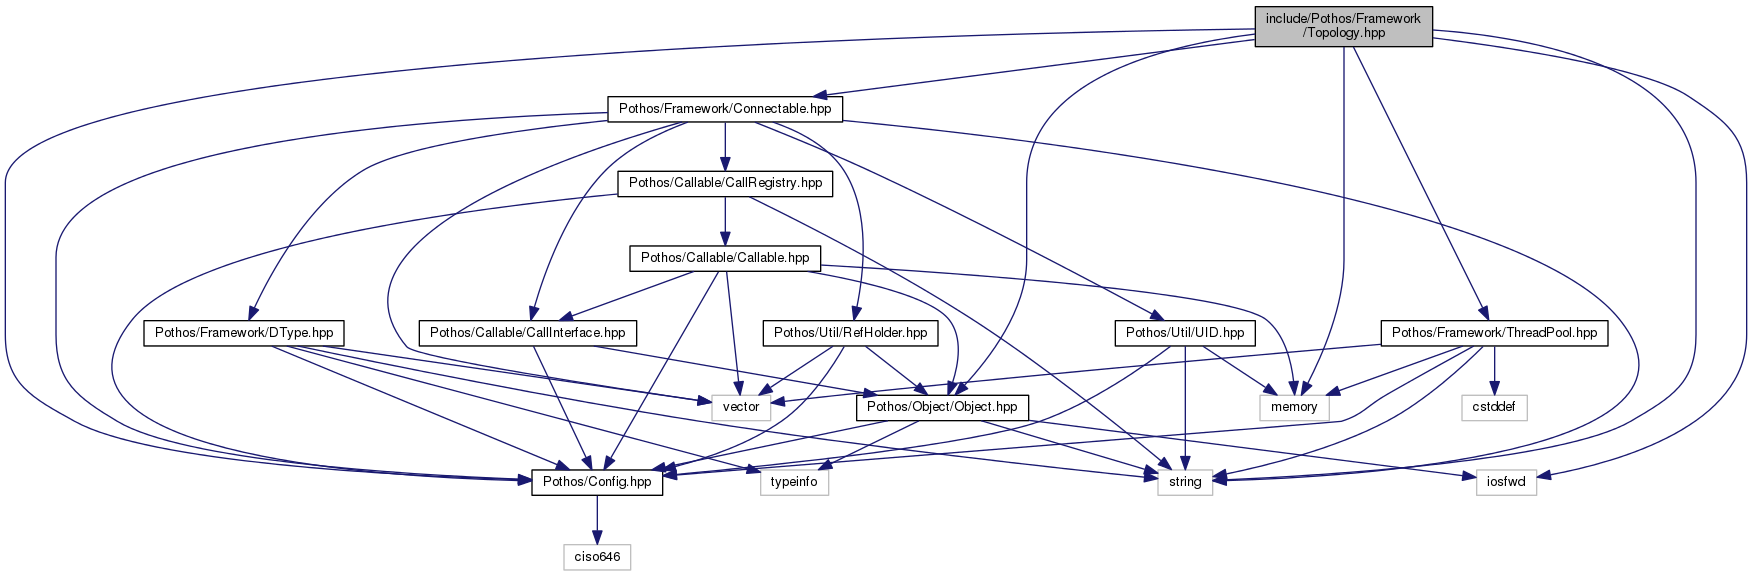 include/Pothos/Framework
/Topology.hpp
Pothos/Framework/Connectable.hpp
Pothos/Callable/CallRegistry.hpp
Pothos/Callable/Callable.hpp
Pothos/Framework/DType.hpp
Pothos/Callable/CallInterface.hpp
Pothos/Util/RefHolder.hpp
Pothos/Util/UID.hpp
Pothos/Framework/ThreadPool.hpp
vector
Pothos/Object/Object.hpp
memory
cstddef
Pothos/Config.hpp
typeinfo
string
iosfwd
ciso646